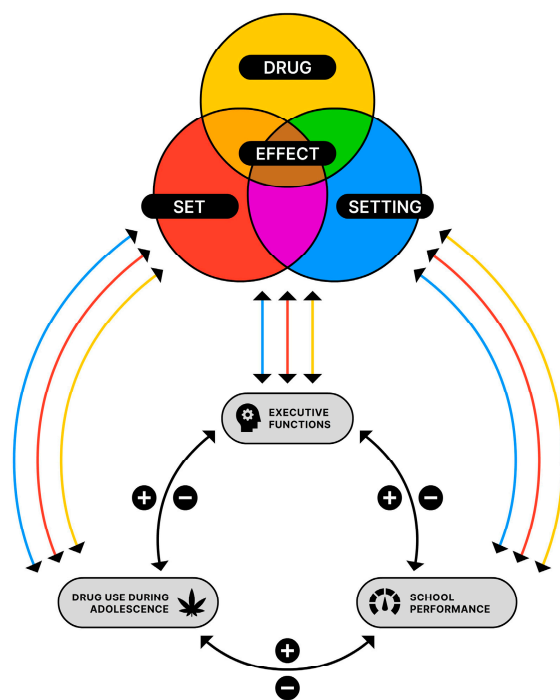 DRUG
EFFECT
SET
SETTING
EXECUTIVE
FUNCTIONS
+ −
+ −
DRUG USE DURING
ADOLESCENCE
SCHOOL
PERFORMANCE
+
−